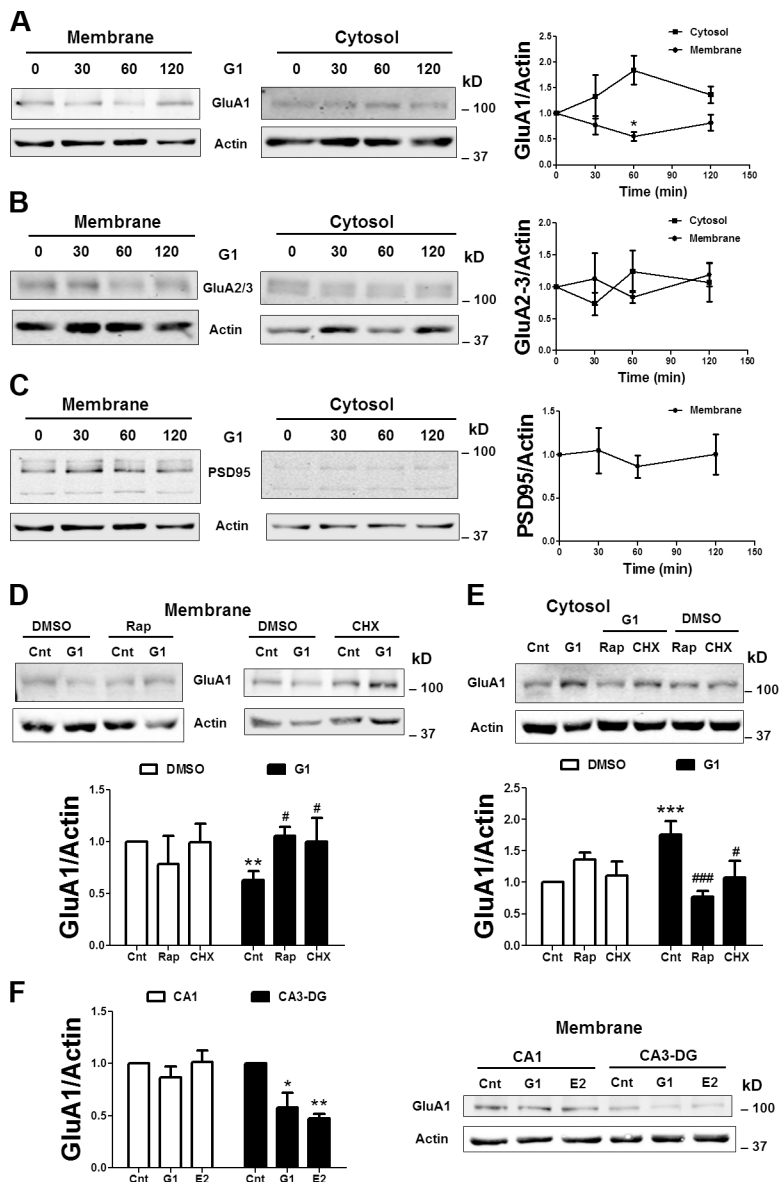 A
Membrane
Cytosol
0 30 60 120 G1 0 30 60 120 kD
GluA1
100
Actin
37
GluA1/Actin
2.5
2.0
1.5
1.0
0.5
0.0
Cytosol
Membrane
*
0 30 60 90 120 150
Time (min)
B
Membrane
Cytosol
0 30 60 120 G1 0 30 60 120 kD
GluA2/3
100
Actin
37
GluA2-3/Actin
2.0
1.5
1.0
0.5
0.0
Cytosol
Membrane
0 30 60 90 120 150
Time (min)
C
Membrane
Cytosol
0 30 60 120 G1 0 30 60 120 kD
100
PSD95
Actin
37
PSD95/Actin
1.5
1.0
0.5
0.0
Membrane
0 30 60 90 120 150
Time (min)
D
Membrane
DMSO Rap DMSO CHX
Cnt G1 Cnt G1 Cnt G1 Cnt G1 kD
GluA1
100
Actin
37
DMSO G1
GluA1/Actin
1.5
1.0
0.5
0.0
** # #
Cnt Rap CHX Cnt Rap CHX
E
Cytosol
G1 DMSO
Cnt G1 Rap CHX Rap CHX kD
GluA1
100
Actin
37
DMSO G1
GluA1/Actin
2.5
2.0
1.5
1.0
0.5
0.0
*** ### #
Cnt Rap CHX Cnt Rap CHX
F
CA1 CA3-DG
GluA1/Actin
1.5
1.0
0.5
0.0
* **
Cnt G1 E2 Cnt G1 E2
Membrane
CA1 CA3-DG
Cnt G1 E2 Cnt G1 E2 kD
GluA1
100
Actin
37